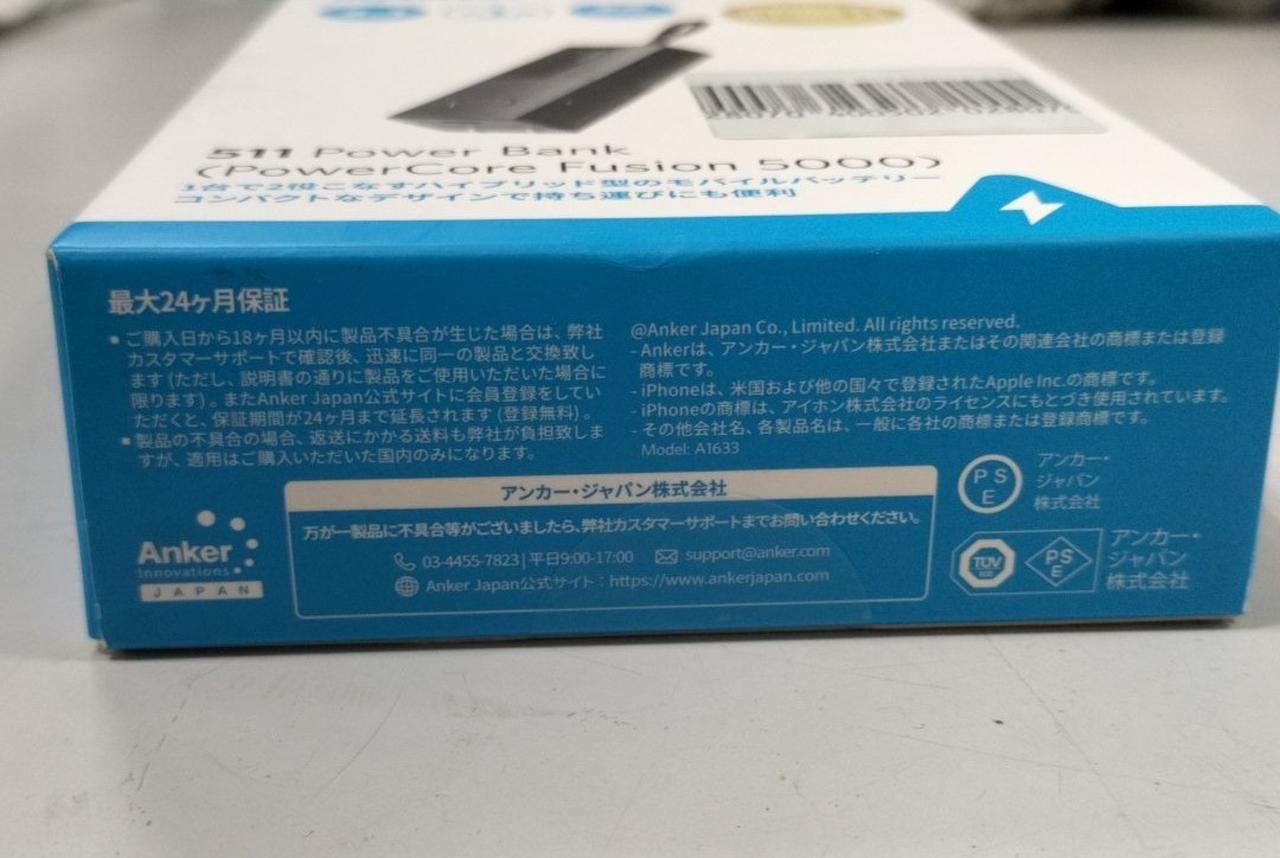 511 Power Bank
(PowerCore Fusion 5000)
1台で2役こなすハイブリッド型のモバイルバッテリー
コンパクトなデザインで持ち運びにも便利
最大24ヶ月保証
▪ ご購入日から18ヶ月以内に製品不具合が生じた場合は、弊社
カスタマーサポートで確認後、迅速に同一の製品と交換致し
ます (ただし、説明書の通りに製品をご使用いただいた場合に
限ります) 。またAnker Japan公式サイトに会員登録をしてい
ただくと、保証期間が24ヶ月まで延長されます (登録無料) 。
▪ 製品の不具合の場合、返送にかかる送料も弊社が負担致しま
すが、適用はご購入いただいた国内のみになります。
@Anker Japan Co., Limited. All rights reserved.
- Ankerは、アンカー・ジャパン株式会社またはその関連会社の商標または登録
商標です。
- iPhoneは、米国および他の国々で登録されたApple Inc.の商標です。
- iPhoneの商標は、アイホン株式会社のライセンスにもとづき使用されています。
- その他会社名、各製品名は、一般に各社の商標または登録商標です。
Model: A1633
Anker
Innovations
JAPAN
アンカー・ジャパン株式会社
万が一製品に不具合等がございましたら、弊社カスタマーサポートまでお問い合わせください。
03-4455-7823 | 平日9:00-17:00 support@anker.com
Anker Japan公式サイト : https://www.ankerjapan.com
PS
E
アンカー・
ジャパン
株式会社
TUV
PS
E
アンカー・
ジャパン
株式会社